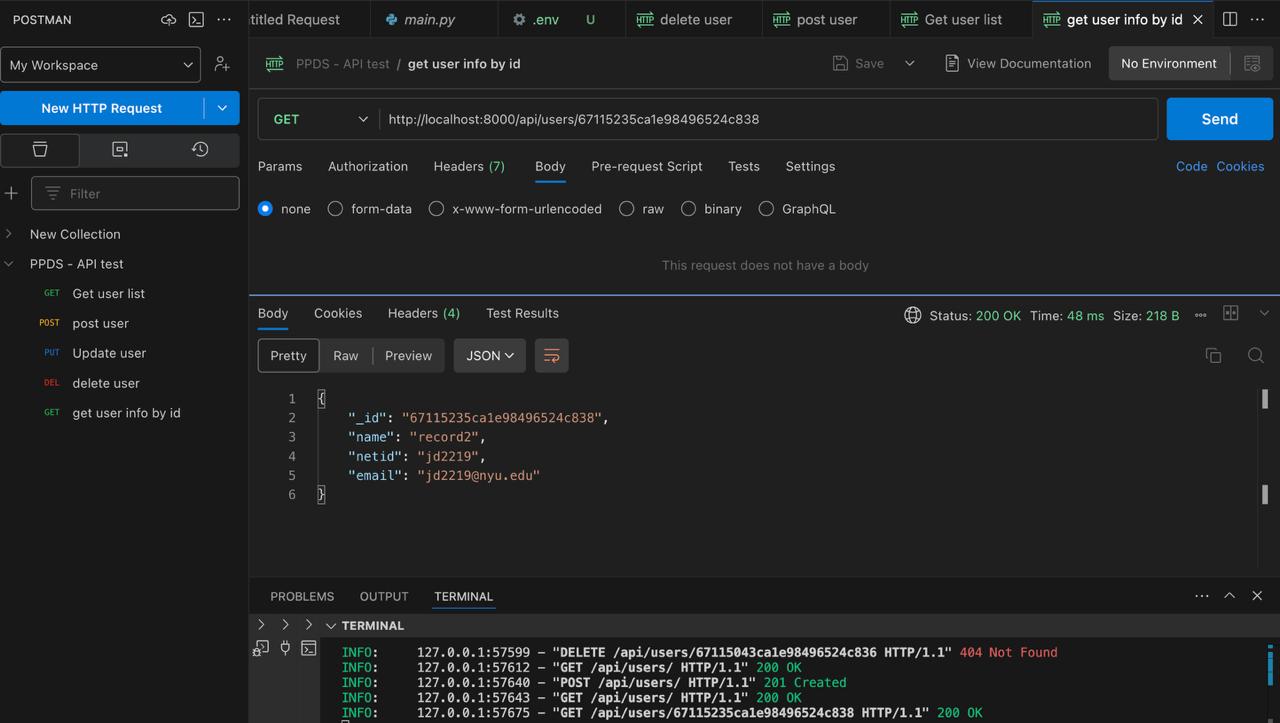 POSTMAN
titled Request
main.py
.env U
HTTP delete user
HTTP post user
HTTP Get user list
HTTP get user info by id
My Workspace
HTTP PPDS - API test / get user info by id
Save
View Documentation
No Environment
New HTTP Request
GET http://localhost:8000/api/users/67115235ca1e98496524c838
Send
Params Authorization Headers (7) Body Pre-request Script Tests Settings
Code Cookies
Filter
none form-data x-www-form-urlencoded raw binary GraphQL
New Collection
PPDS - API test
This request does not have a body
GET Get user list
POST post user
PUT Update user
DEL delete user
GET get user info by id
Body Cookies Headers (4) Test Results
Status: 200 OK Time: 48 ms Size: 218 B
Pretty Raw Preview JSON
1 {
2 "_id": "67115235ca1e98496524c838",
3 "name": "record2",
4 "netid": "jd2219",
5 "email": "jd2219@nyu.edu"
6 }
PROBLEMS OUTPUT TERMINAL
TERMINAL
INFO: 127.0.0.1:57599 – "DELETE /api/users/67115043ca1e98496524c836 HTTP/1.1" 404 Not Found
INFO: 127.0.0.1:57612 – "GET /api/users/ HTTP/1.1" 200 OK
INFO: 127.0.0.1:57640 – "POST /api/users/ HTTP/1.1" 201 Created
INFO: 127.0.0.1:57643 – "GET /api/users/ HTTP/1.1" 200 OK
INFO: 127.0.0.1:57675 – "GET /api/users/67115235ca1e98496524c838 HTTP/1.1" 200 OK